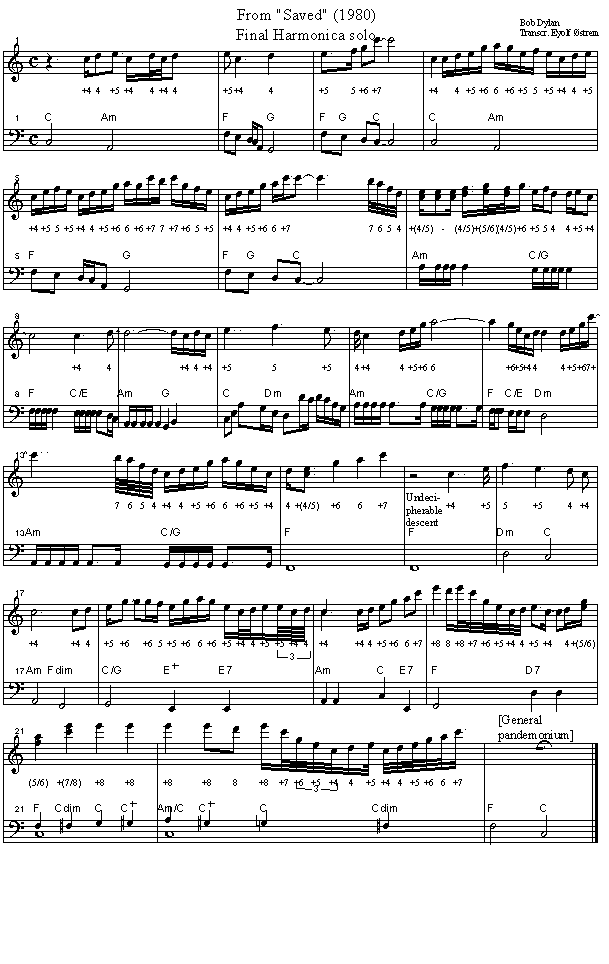 From "Saved" (1980)
Final Harmonica solo
Bob Dylan
Transcr. Eyolf Østrem
1
+4 4 +5 4 +4 4
+5 +4 4
+5 5 +6 +7
4 +4 4 +5 +6 6 +6 5 +5 +4 4 +5 +4
1 C Am F G F G C C Am
5
+4 +5 5 +5 +4 4 +5 +6 6 +6 +7 7 +7 +6 5 +5
+4 4 +5 +6 6 +7 7 6 5 4
+(4/5) - (4/5) +(5/6) (4/5) +6 +5 5 4 4 +5 +4
5 F G F G C Am C/G
8
+4 4
+4 4 +4
+5 5 +5
4 +4 4 +5 +6 6
+6 +5 +4 4 4 +5 +6 7+
8 F C/E Am G C Dm Am C/G F C/E Dm
13
7 6 5 4 +4 +5 +6 6 +6 +5
4 +(4/5) +6 +6 +7
Undeci-
pherable
descent
+4 +5
5 +5 4 +4
13 Am C/G F F Dm C
17
+4 +4 4
+5 +6 +6 5 +5 +6 6 +6 +5 +4 4 +5 +5 +4 4
3
+4 4 +5 +6 6 +7
+8 8 +8 +7 +6 6 +6 +5 +5 4 +4 4 +(5/6)
17 Am F dim C/G E+ E7 Am C E7 F D7
[General
pandemonium]
21
(5/6) +(7/8) +8 +8
+8 +8 8 +8 +7 +6 +5 +4 4 +5 +6 6 +6 +7
3
21 F C dim C C+ Am/C C G C dim F C